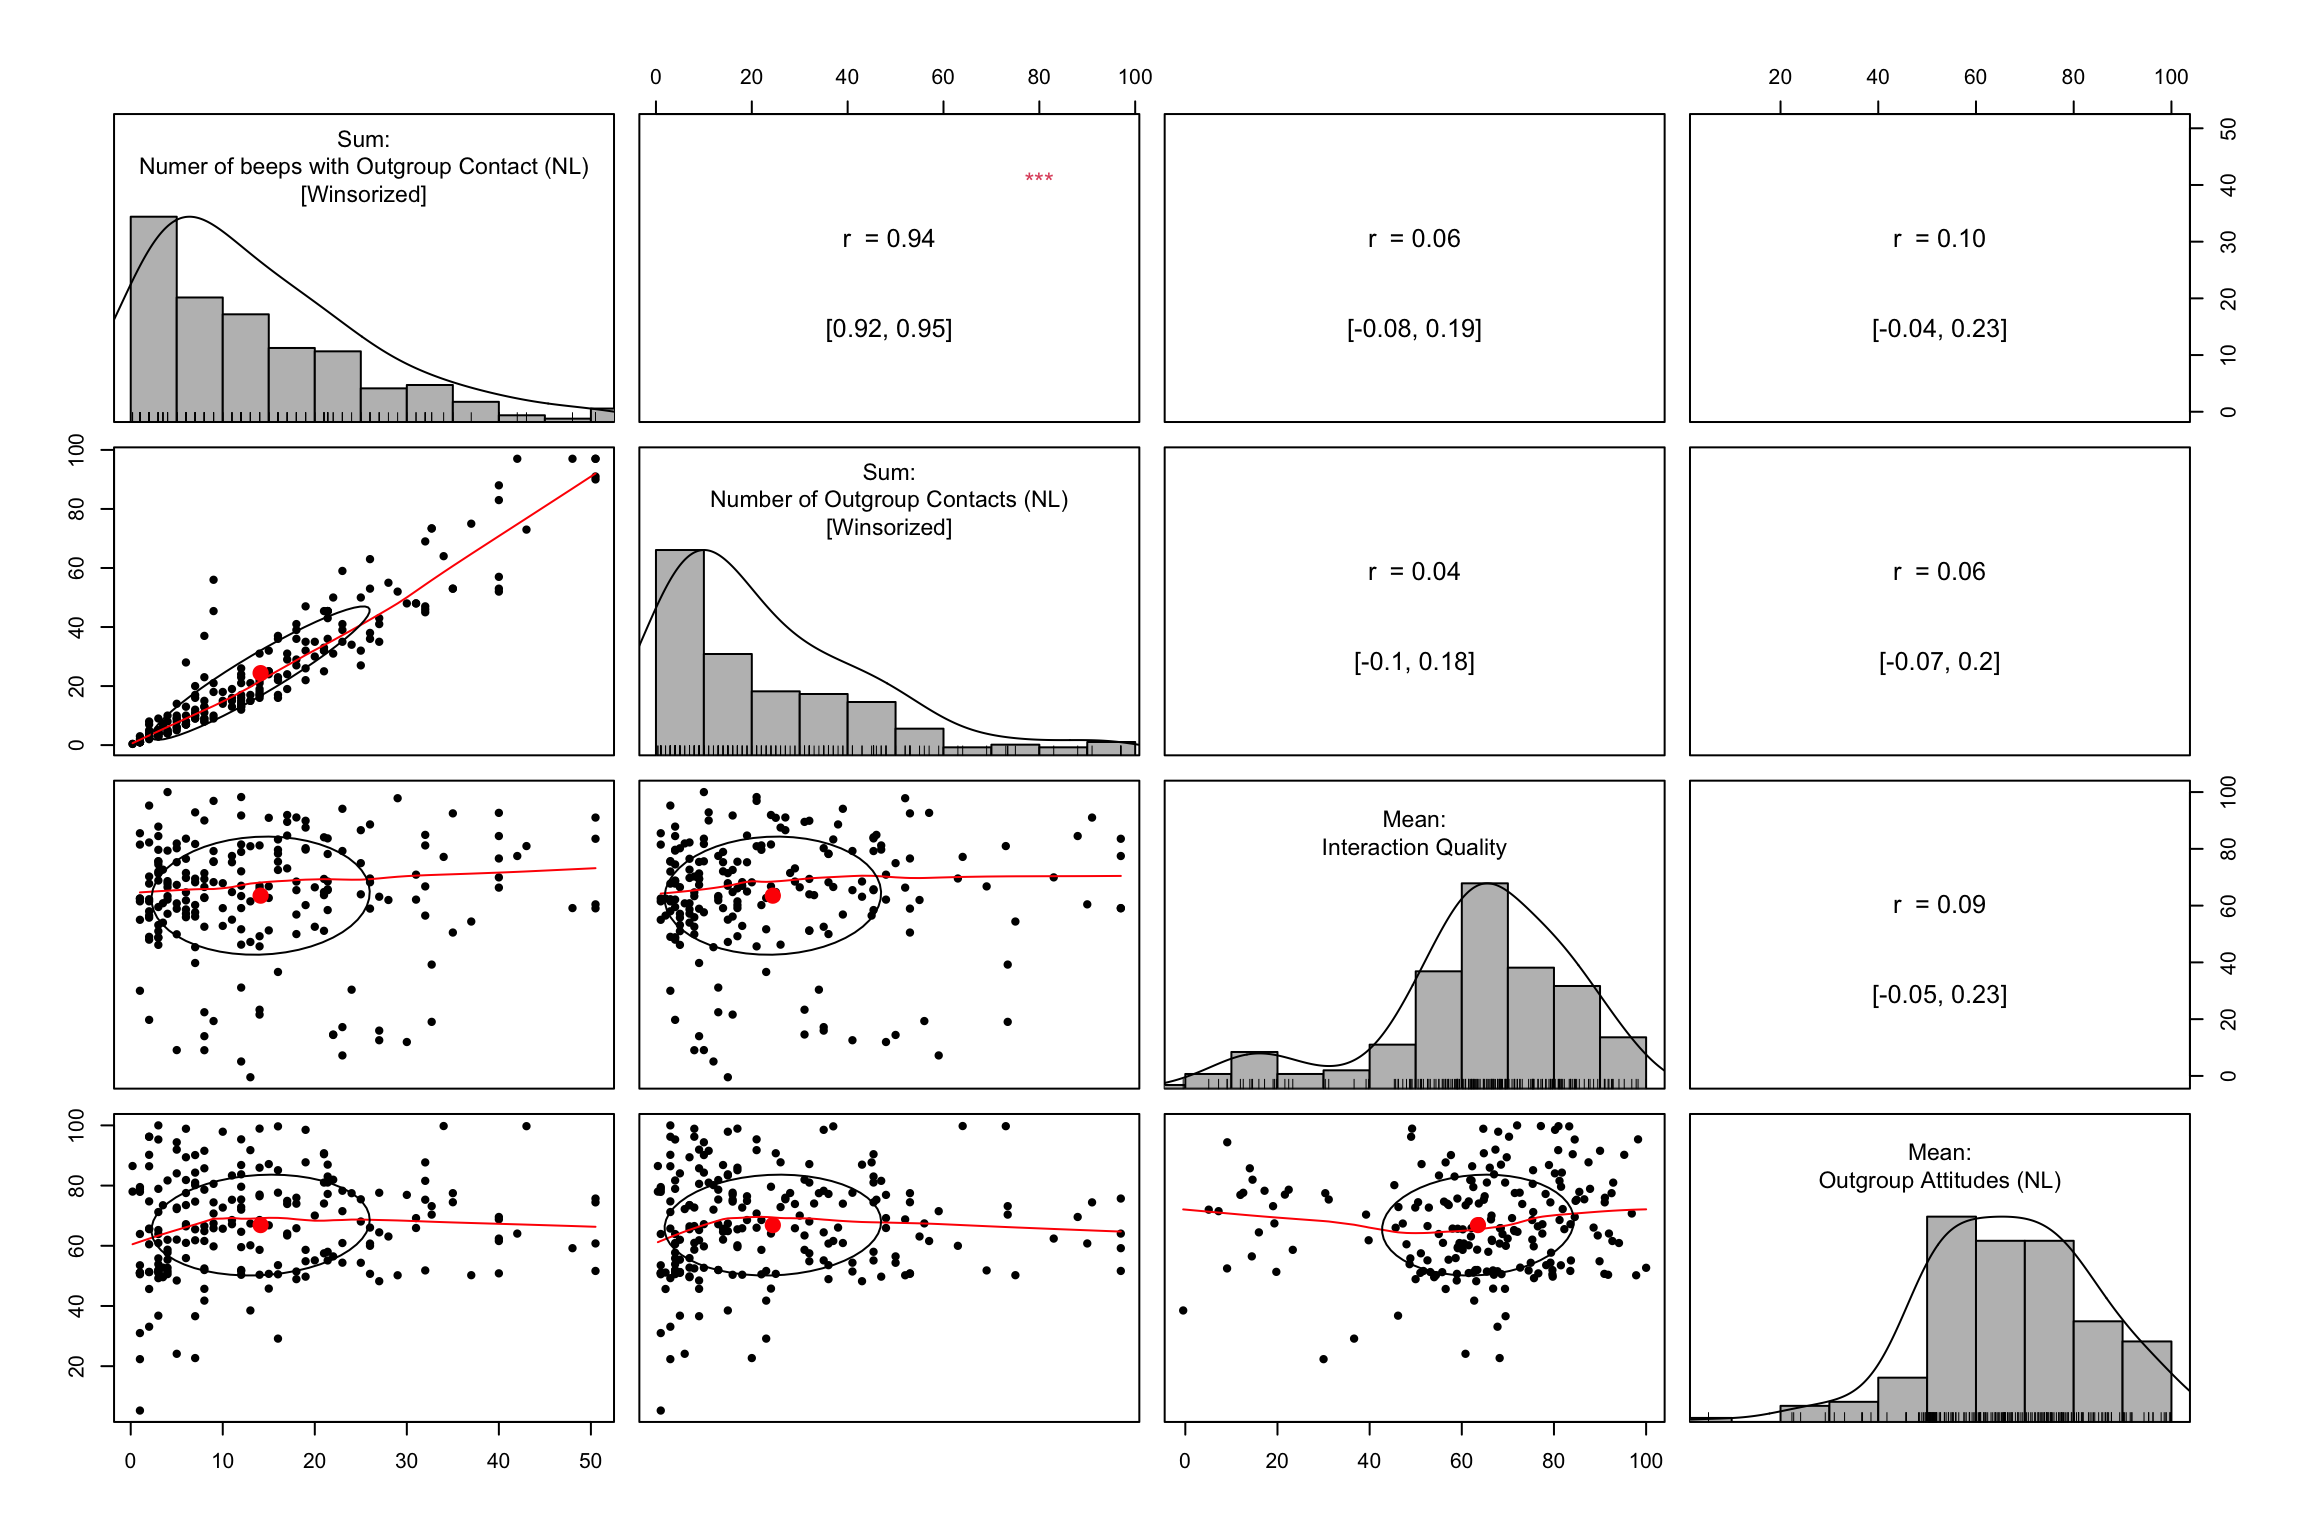 0 20 40 60 80 100
20 40 60 80 100
Sum:
Numer of beeps with Outgroup Contact (NL)
[Winsorized]
***
r = 0.94
[0.92, 0.95]
r = 0.06
[-0.08, 0.19]
r = 0.10
[-0.04, 0.23]
0 10 20 30 40 50
0 20 40 60 80 100
Sum:
Number of Outgroup Contacts (NL)
[Winsorized]
r = 0.04
[-0.1, 0.18]
r = 0.06
[-0.07, 0.2]
Mean:
Interaction Quality
r = 0.09
[-0.05, 0.23]
0 20 40 60 80 100
20 40 60 80 100
Mean:
Outgroup Attitudes (NL)
0 10 20 30 40 50
0 20 40 60 80 100